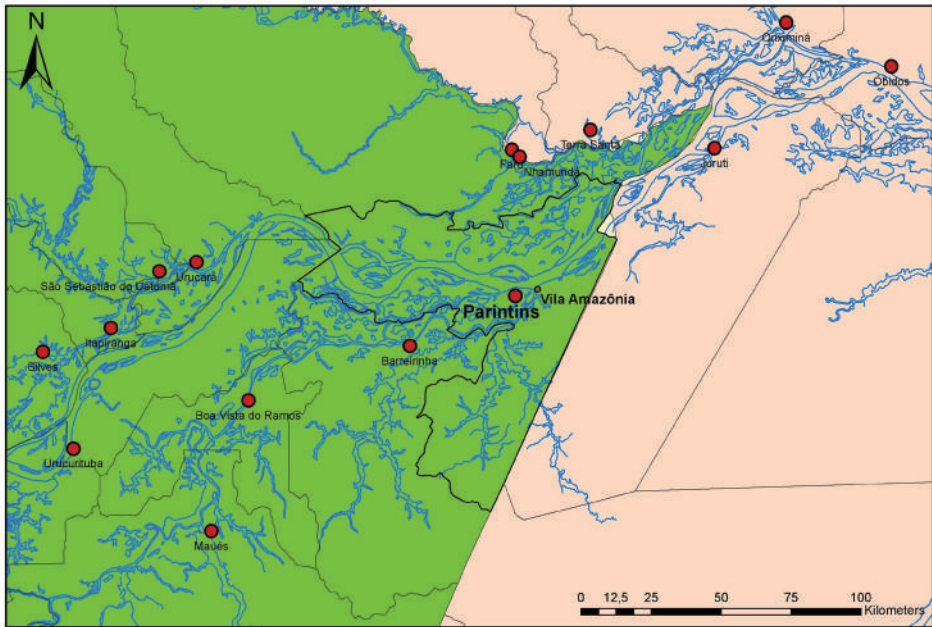 N
Oriximiná
Óbidos
Terra Santa
Juruti
Faro
Nhamundá
Urucará
São Sebastião do Uatumã
Vila Amazônia
Parintins
Itapiranga
Silves
Barreirinha
Boa Vista do Ramos
Urucurituba
Maués
0 12,5 25 50 75 100
Kilometers